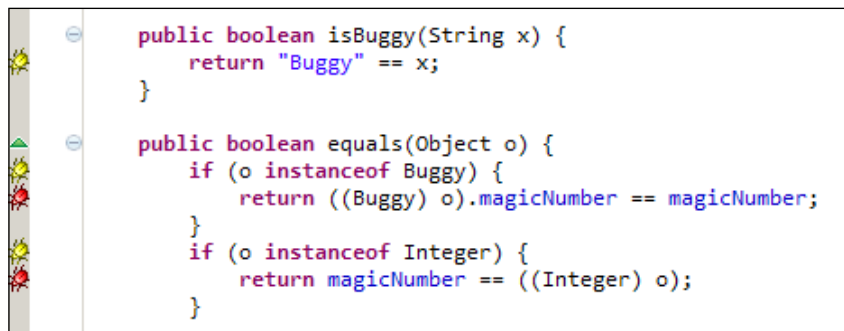 public boolean isBuggy(String x) {
return "Buggy" == x;
}
public boolean equals(Object o) {
if (o instanceof Buggy) {
return ((Buggy) o).magicNumber == magicNumber;
}
if (o instanceof Integer) {
return magicNumber == ((Integer) o);
}